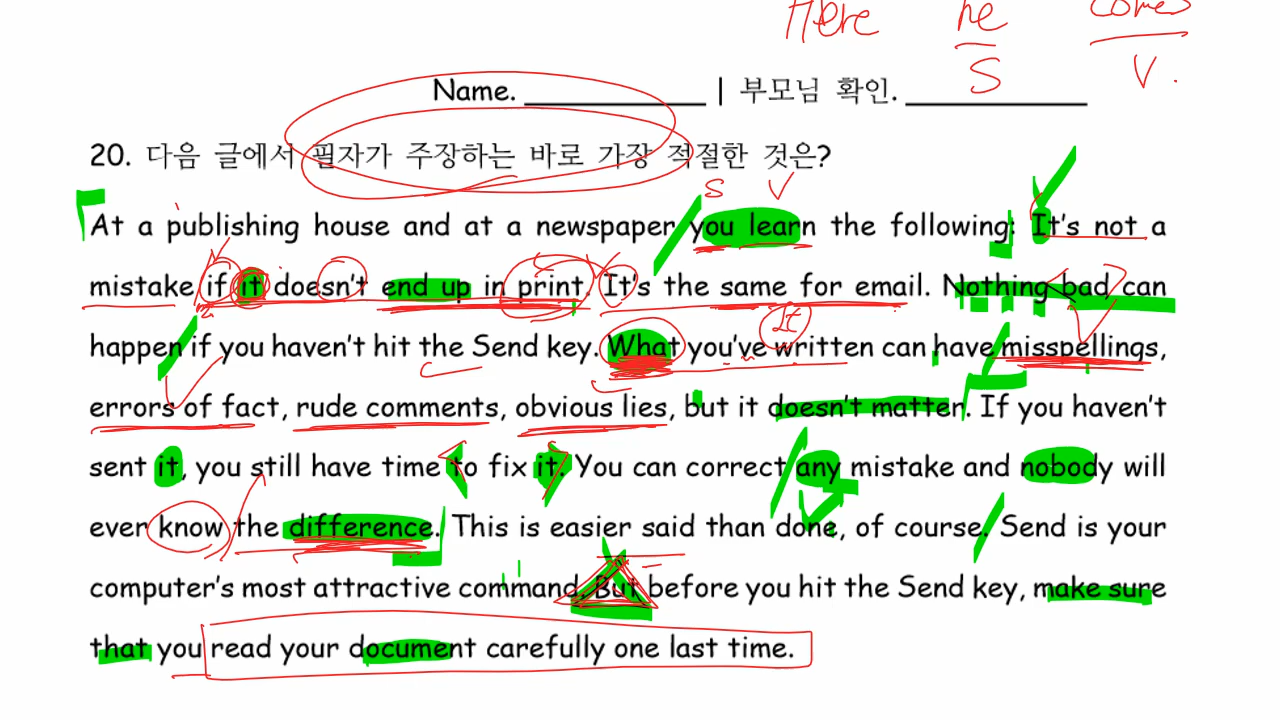 Here he comes
S V.
Name. ____________ | 부모님 확인. ____________
20. 다음 글에서 필자가 주장하는 바로 가장 적절한 것은?
S V
At a publishing house and at a newspaper you learn the following: It's not a
mistake if it doesn't end up in print. It's the same for email. Nothing bad can
It
happen if you haven't hit the Send key. What you've written can have misspellings,
errors of fact, rude comments, obvious lies, but it doesn't matter. If you haven't
sent it, you still have time to fix it. You can correct any mistake and nobody will
ever know the difference. This is easier said than done, of course. Send is your
computer's most attractive command. But before you hit the Send key, make sure
that you read your document carefully one last time.